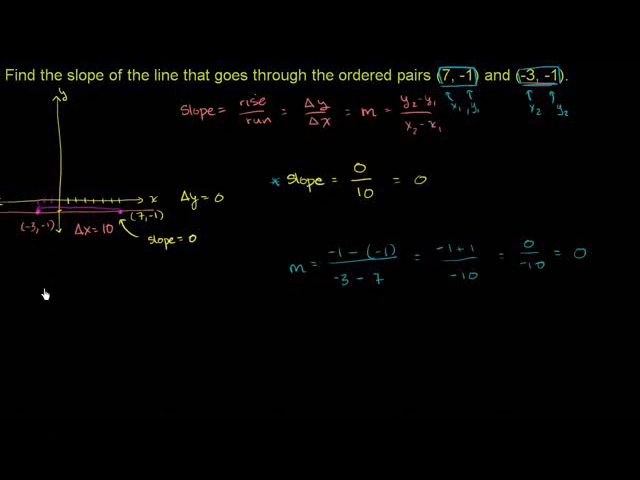 Find the slope of the line that goes through the ordered pairs (7, -1) and (-3, -1).
x₁ y₁ x₂ y₂
Slope = rise/run = Δy/Δx = m = y₂-y₁/x₂-x₁
y
* Slope = 0/10 = 0
x Δy = 0
(-3,-1) Δx = 10 (7,-1)
slope = 0
m = -1-(-1)/-3-7 = -1+1/-10 = 0/-10 = 0